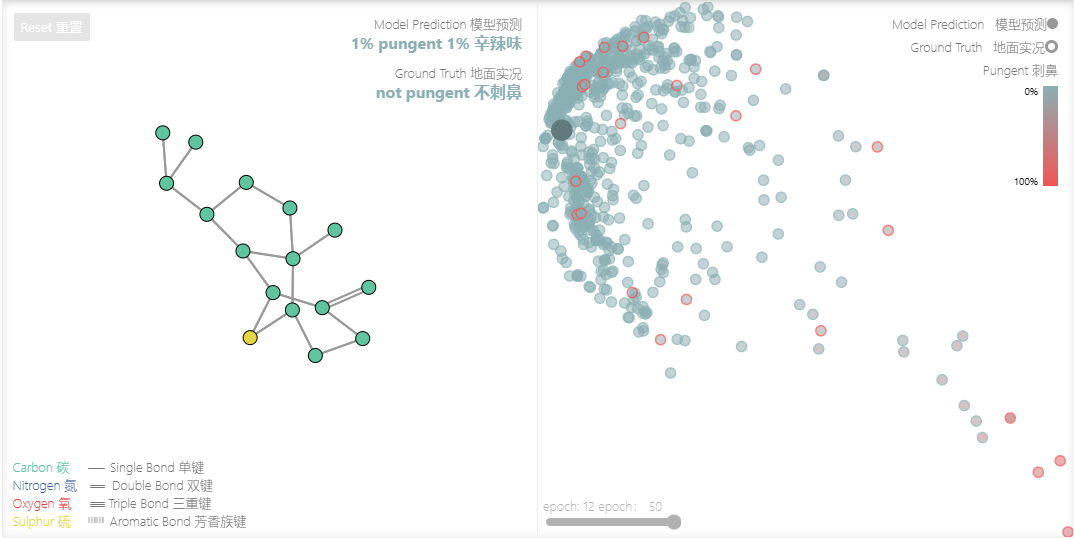 Reset 重置
Model Prediction 模型预测
1% pungent 1% 辛辣味
Ground Truth 地面实况
not pungent 不刺鼻
Carbon 碳
Single Bond 单键
Nitrogen 氮
Double Bond 双键
Oxygen 氧
Triple Bond 三重键
Sulphur 硫
Aromatic Bond 芳香族键
Model Prediction 模型预测
Ground Truth 地面实况
Pungent 刺鼻
0%
100%
epoch: 12 epoch: 50